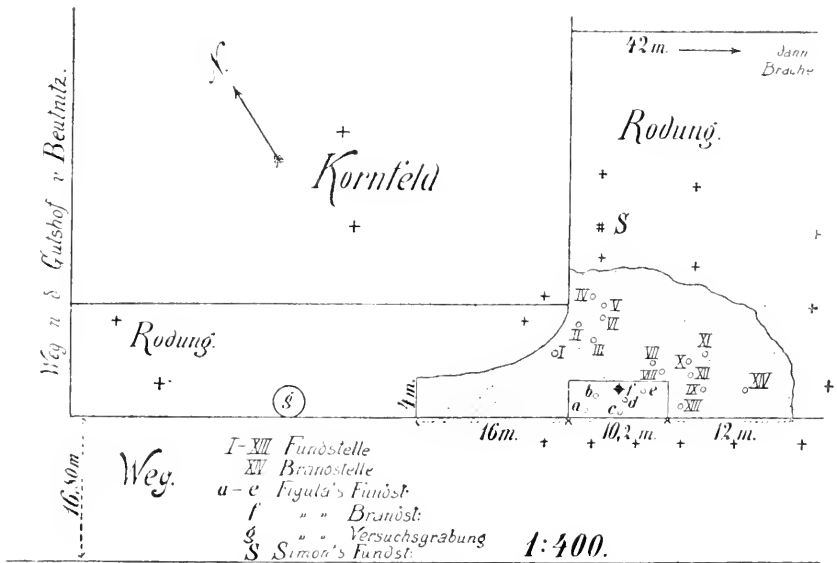 42 m.
Jann
Brache
N.
Rodung.
Kornfeld
S
Weg n d Gutshof v Beutnitz.
IV
V
VI
II
III
I
Rodung.
XI
VII
X
VIII
XII
IX
XIV
XIII
b
f
e
d
a
c
g
4 m.
16 m.
10,2 m.
12 m.
16,80m
Weg.
I-XIII Fundstelle
XIV Brandstelle
a-e Figula's Fundst:
f " " Brandst:
g " " Versuchsgrabung
S Simon's Fundst:
1:400.